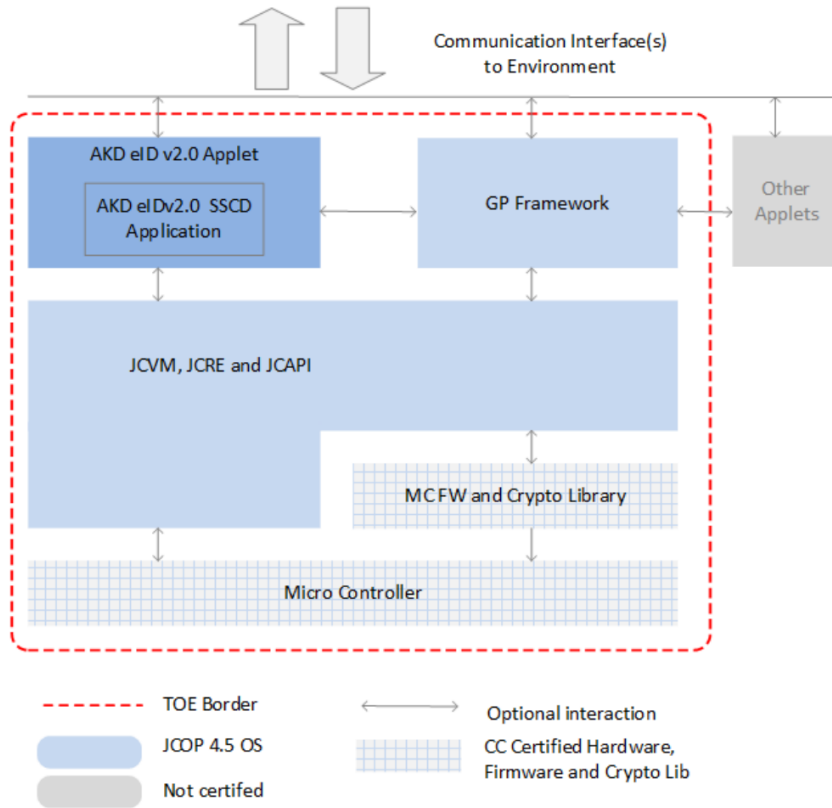 Communication Interface(s)
to Environment
AKD eID v2.0 Applet
AKD eIDv2.0 SSCD
Application
GP Framework
Other
Applets
JCVM, JCRE and JCAPI
MC FW and Crypto Library
Micro Controller
TOE Border
Optional interaction
JCOP 4.5 OS
CC Certified Hardware,
Firmware and Crypto Lib
Not certifed